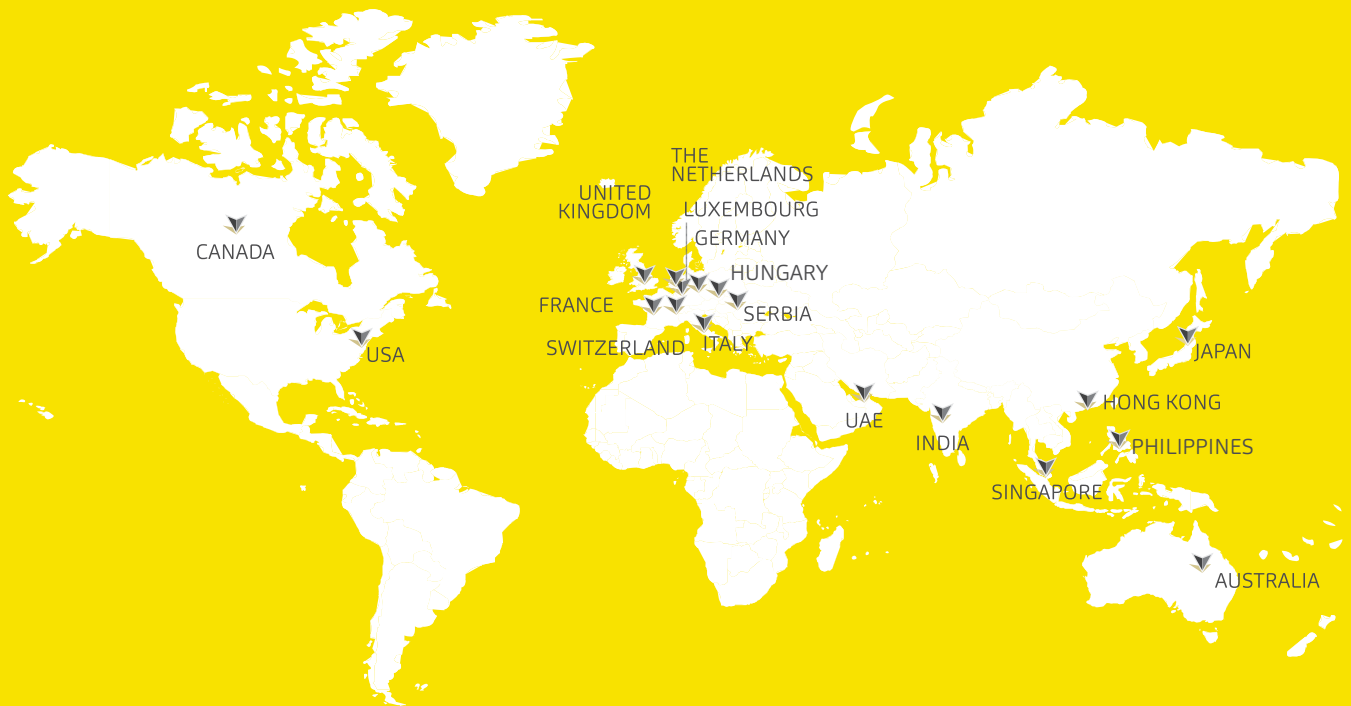 THE
NETHERLANDS
UNITED
KINGDOM
LUXEMBOURG
GERMANY
CANADA
HUNGARY
FRANCE
SERBIA
SWITZERLAND
ITALY
USA
JAPAN
UAE
HONG KONG
INDIA
PHILIPPINES
SINGAPORE
AUSTRALIA